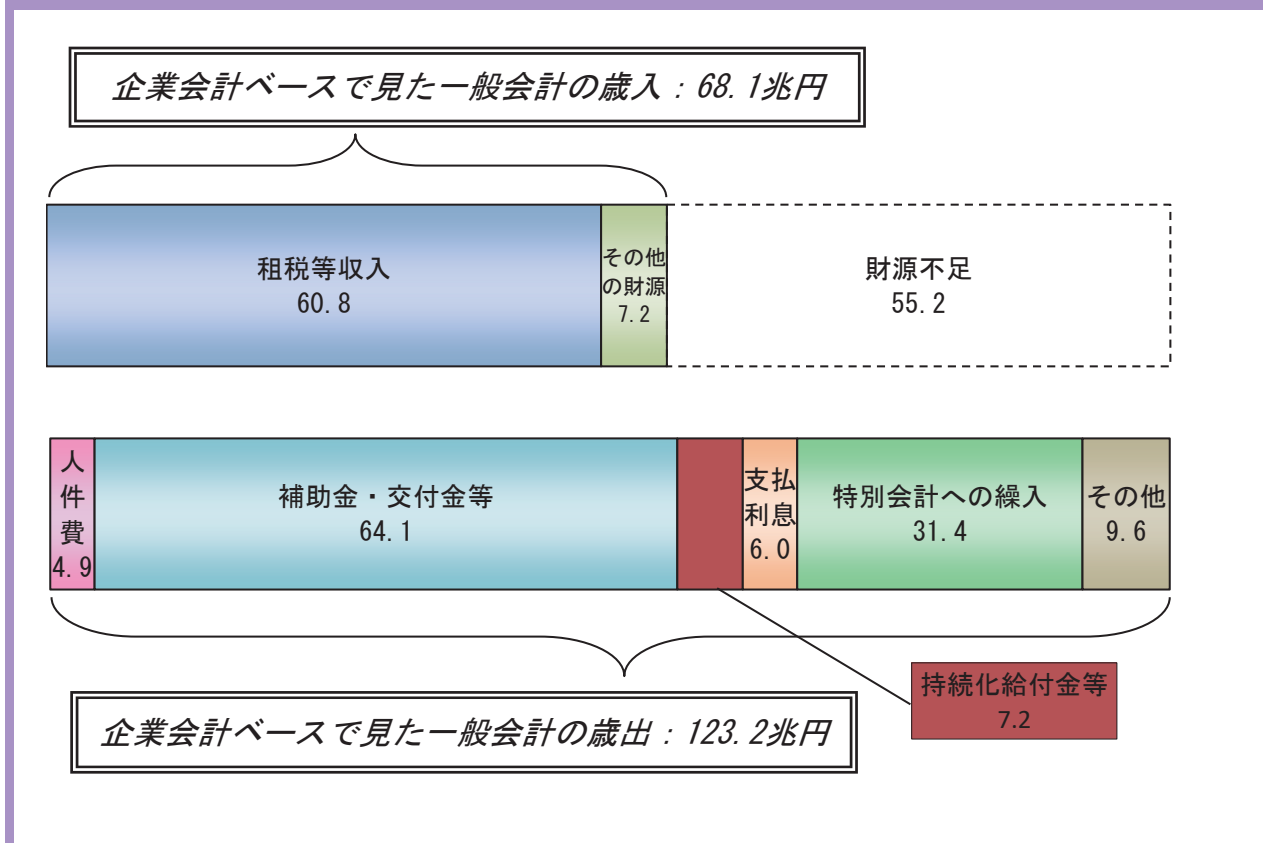 企業会計ベースで見た一般会計の歳入：68.1兆円
租税等収入
60.8
その他
の財源
7.2
財源不足
55.2
人
件
費
4.9
補助金・交付金等
64.1
支払
利息
6.0
特別会計への繰入
31.4
その他
9.6
持続化給付金等
7.2
企業会計ベースで見た一般会計の歳出：123.2兆円